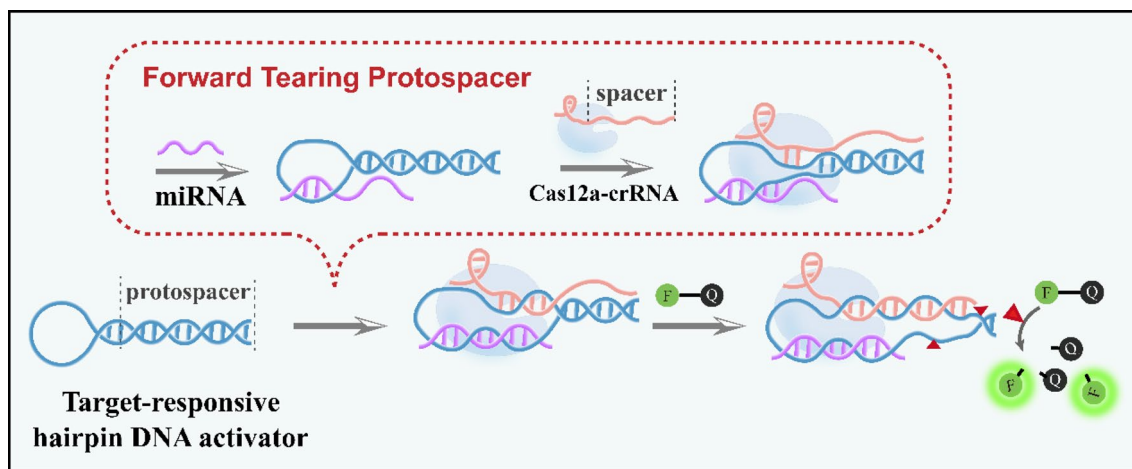 Forward Tearing Protospacer
spacer
miRNA
Cas12a-crRNA
protospacer
F Q
F Q
Q
F Q F
Target-responsive
hairpin DNA activator